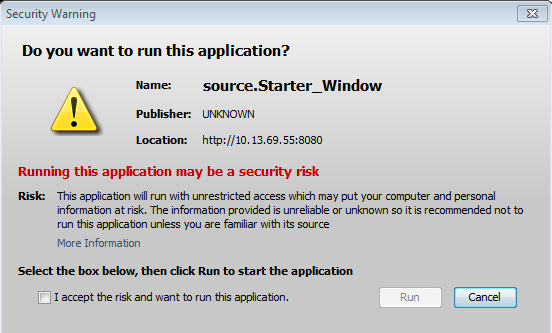 Security Warning
Do you want to run this application?
Name: source.Starter_Window
Publisher: UNKNOWN
Location: http://10.13.69.55:8080
Running this application may be a security risk
Risk: This application will run with unrestricted access which may put your computer and personal
information at risk. The information provided is unreliable or unknown so it is recommended not to
run this application unless you are familiar with its source
More Information
Select the box below, then click Run to start the application
I accept the risk and want to run this application.
Run
Cancel